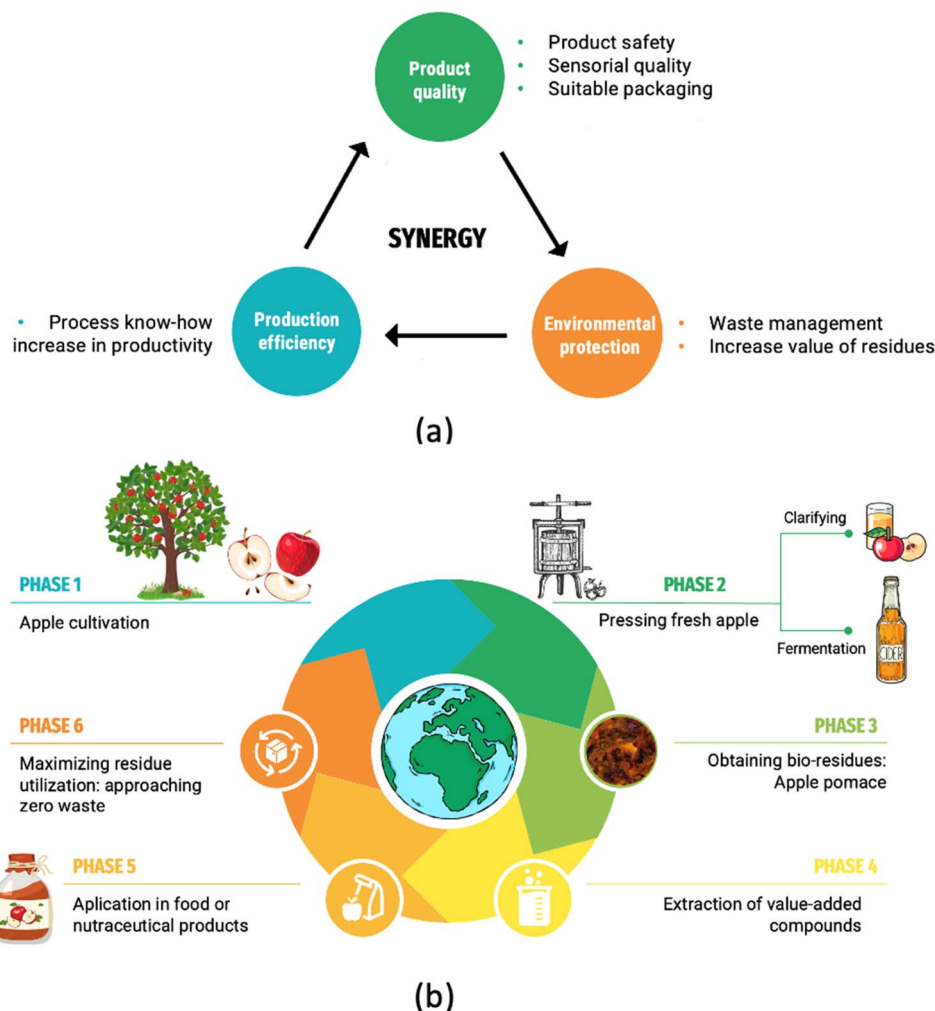 Product
quality
• Product safety
• Sensorial quality
• Suitable packaging
SYNERGY
• Process know-how
increase in productivity
Production
efficiency
Environmental
protection
• Waste management
• Increase value of residues
(a)
PHASE 1
Apple cultivation
PHASE 2
Pressing fresh apple
Clarifying
Fermentation
CIDER
PHASE 6
Maximizing residue
utilization: approaching
zero waste
PHASE 3
Obtaining bio-residues:
Apple pomace
PHASE 5
Aplication in food or
nutraceutical products
PHASE 4
Extraction of value-added
compounds
(b)